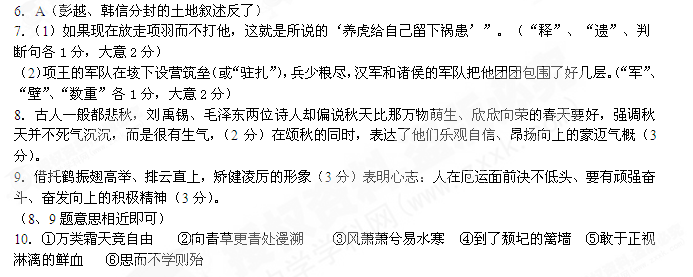 6. A(彭越、韩信分封的土地叙述反了)
7.(1)如果现在放走项羽而不打他,这就是所说的‘养虎给自己留下祸患’”。(“释”、“遗”、判
断句各1分,大意2分)
(2)项王的军队在垓下设营筑垒(或“驻扎”),兵少粮尽,汉军和诸侯的军队把他团团包围了好几层。(“军”、
“壁”、“数重”各1分,大意2分)
8. 古人一般都悲秋,刘禹锡、毛泽东两位诗人却偏说秋天比那万物萌生、欣欣向荣的春天要好,强调秋
天并不死气沉沉,而是很有生气,(2分)在颂秋的同时,表达了他们乐观自信、昂扬向上的豪迈气概(3
分)。
9. 借托鹤振翅高举、排云直上,矫健凌厉的形象(3分)表明心志:人在厄运面前决不低头、要有顽强奋
斗、奋发向上的积极精神(3分)。
(8、9题意思相近即可)
10. ①万类霜天竞自由 ②向青草更青处漫溯 ③风萧萧兮易水寒 ④到了颓圮的篱墙 ⑤敢于正视
淋漓的鲜血 ⑥思而不学则殆